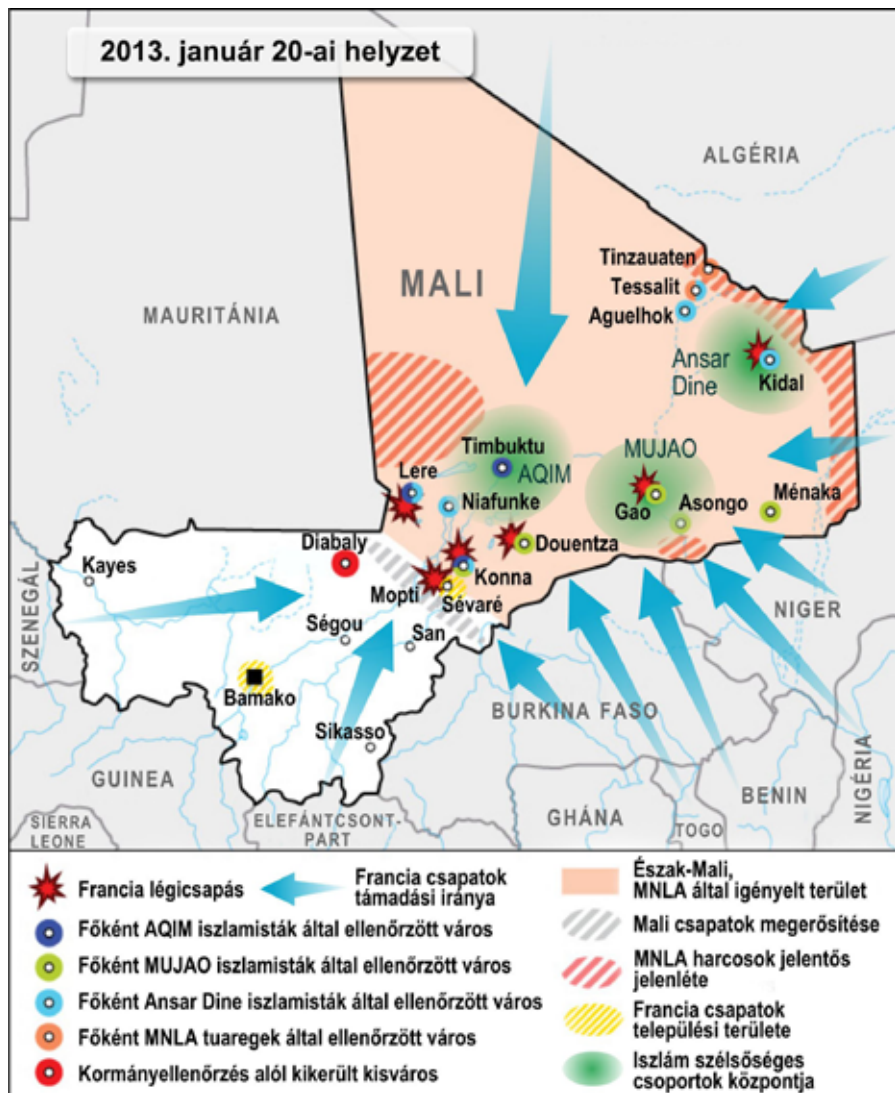 2013. január 20-ai helyzet
ALGÉRIA
MALI
MAURITÁNIA
Tinzauaten
Tessalit
Aguelhok
Ansar
Dine
Kidal
Timbuktu
AQIM
MUJAO
Lere
Niafunke
Gao
Asongo
Ménaka
Diabaly
Douentza
Kayes
Konna
Mopti
Sévaré
Ségou
San
NIGER
SZENEGÁL
Bamako
Sikasso
BURKINA FASO
GUINEA
BENIN
NIGÉRIA
SIERRA
LEONE
ELEFÁNTCSONT-
PART
GHÁNA
TOGO
Francia légicsapás
Francia csapatok
támadási iránya
Főként AQIM iszlamisták által ellenőrzött város
Főként MUJAO iszlamisták által ellenőrzött város
Főként Ansar Dine iszlamisták által ellenőrzött város
Főként MNLA tuaregek által ellenőrzött város
Kormányellenőrzés alól kikerült kisváros
Észak-Mali,
MNLA által igényelt terület
Mali csapatok megerősítése
MNLA harcosok jelentős
jelenléte
Francia csapatok
települési területe
Iszlám szélsőséges
csoportok központja